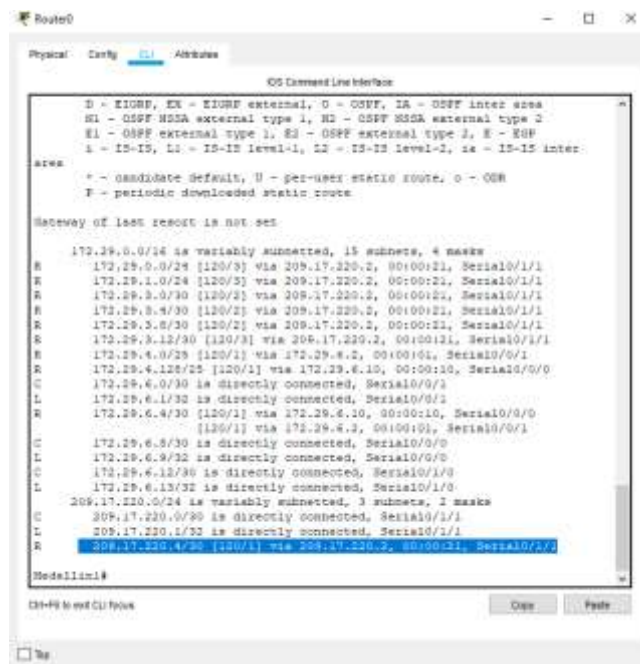 Router0
Physical Config CLI Attributes
IOS Command Line Interface
D - EIGRP, EX - EIGRP external, O - OSPF, IA - OSPF inter area
N1 - OSPF NSSA external type 1, N2 - OSPF NSSA external type 2
E1 - OSPF external type 1, E2 - OSPF external type 2, E - EGP
i - IS-IS, L1 - IS-IS level-1, L2 - IS-IS level-2, ia - IS-IS inter
area
* - candidate default, U - per-user static route, o - ODR
P - periodic downloaded static route
Gateway of last resort is not set
172.29.0.0/16 is variably subnetted, 15 subnets, 4 masks
R 172.29.0.0/24 [120/3] via 209.17.220.2, 00:00:21, Serial0/1/1
R 172.29.1.0/24 [120/3] via 209.17.220.2, 00:00:21, Serial0/1/1
R 172.29.3.0/30 [120/2] via 209.17.220.2, 00:00:21, Serial0/1/1
R 172.29.3.4/30 [120/2] via 209.17.220.2, 00:00:21, Serial0/1/1
R 172.29.3.8/30 [120/2] via 209.17.220.2, 00:00:21, Serial0/1/1
R 172.29.3.12/30 [120/3] via 209.17.220.2, 00:00:21, Serial0/1/1
R 172.29.4.0/25 [120/1] via 172.29.6.2, 00:00:01, Serial0/0/1
R 172.29.4.128/25 [120/1] via 172.29.6.10, 00:00:10, Serial0/0/0
C 172.29.6.0/30 is directly connected, Serial0/0/1
L 172.29.6.1/32 is directly connected, Serial0/0/1
R 172.29.6.4/30 [120/1] via 172.29.6.10, 00:00:10, Serial0/0/0
[120/1] via 172.29.6.2, 00:00:01, Serial0/0/1
C 172.29.6.8/30 is directly connected, Serial0/0/0
L 172.29.6.9/32 is directly connected, Serial0/0/0
C 172.29.6.12/30 is directly connected, Serial0/1/0
L 172.29.6.13/32 is directly connected, Serial0/1/0
209.17.220.0/24 is variably subnetted, 3 subnets, 2 masks
C 209.17.220.0/30 is directly connected, Serial0/1/1
L 209.17.220.1/32 is directly connected, Serial0/1/1
R 209.17.220.4/30 [120/1] via 209.17.220.2, 00:00:21, Serial0/1/1
Medellin1#
Ctrl+F6 to exit CLI focus
Copy Paste
Top